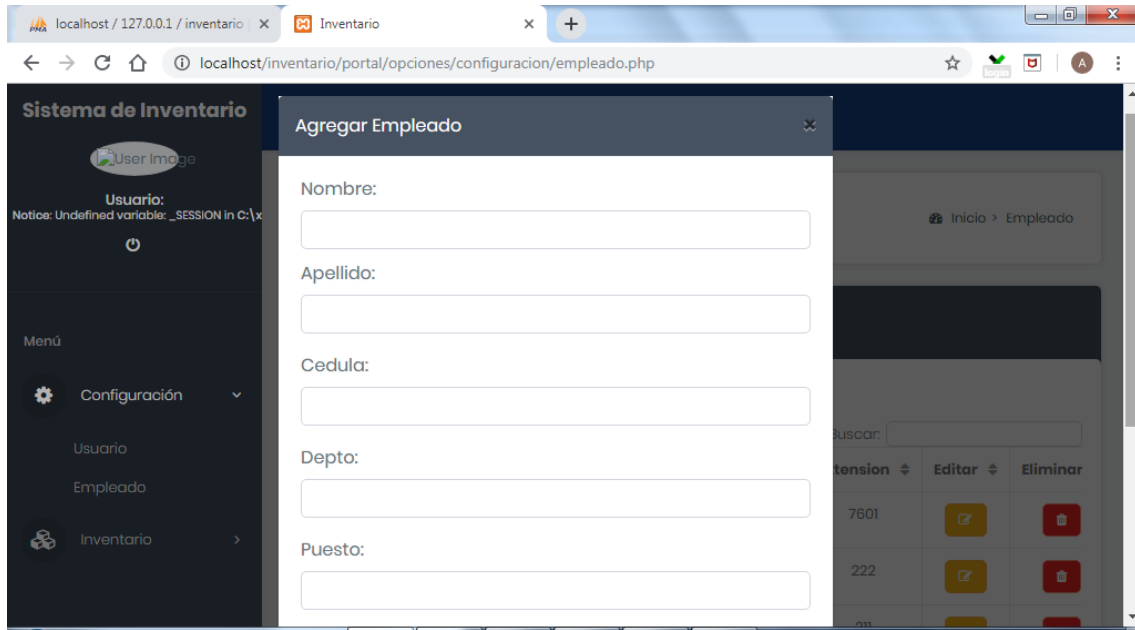 localhost / 127.0.0.1 / inventario
Inventario
localhost/inventario/portal/opciones/configuracion/empleado.php
login
A
Sistema de Inventario
User Image
Usuario:
Notice: Undefined variable: _SESSION in C:\x
Menú
Configuración
Usuario
Empleado
Inventario
Agregar Empleado
Nombre:
Apellido:
Cedula:
Depto:
Puesto:
Inicio > Empleado
Buscar:
tension Editar Eliminar
7601
222
211